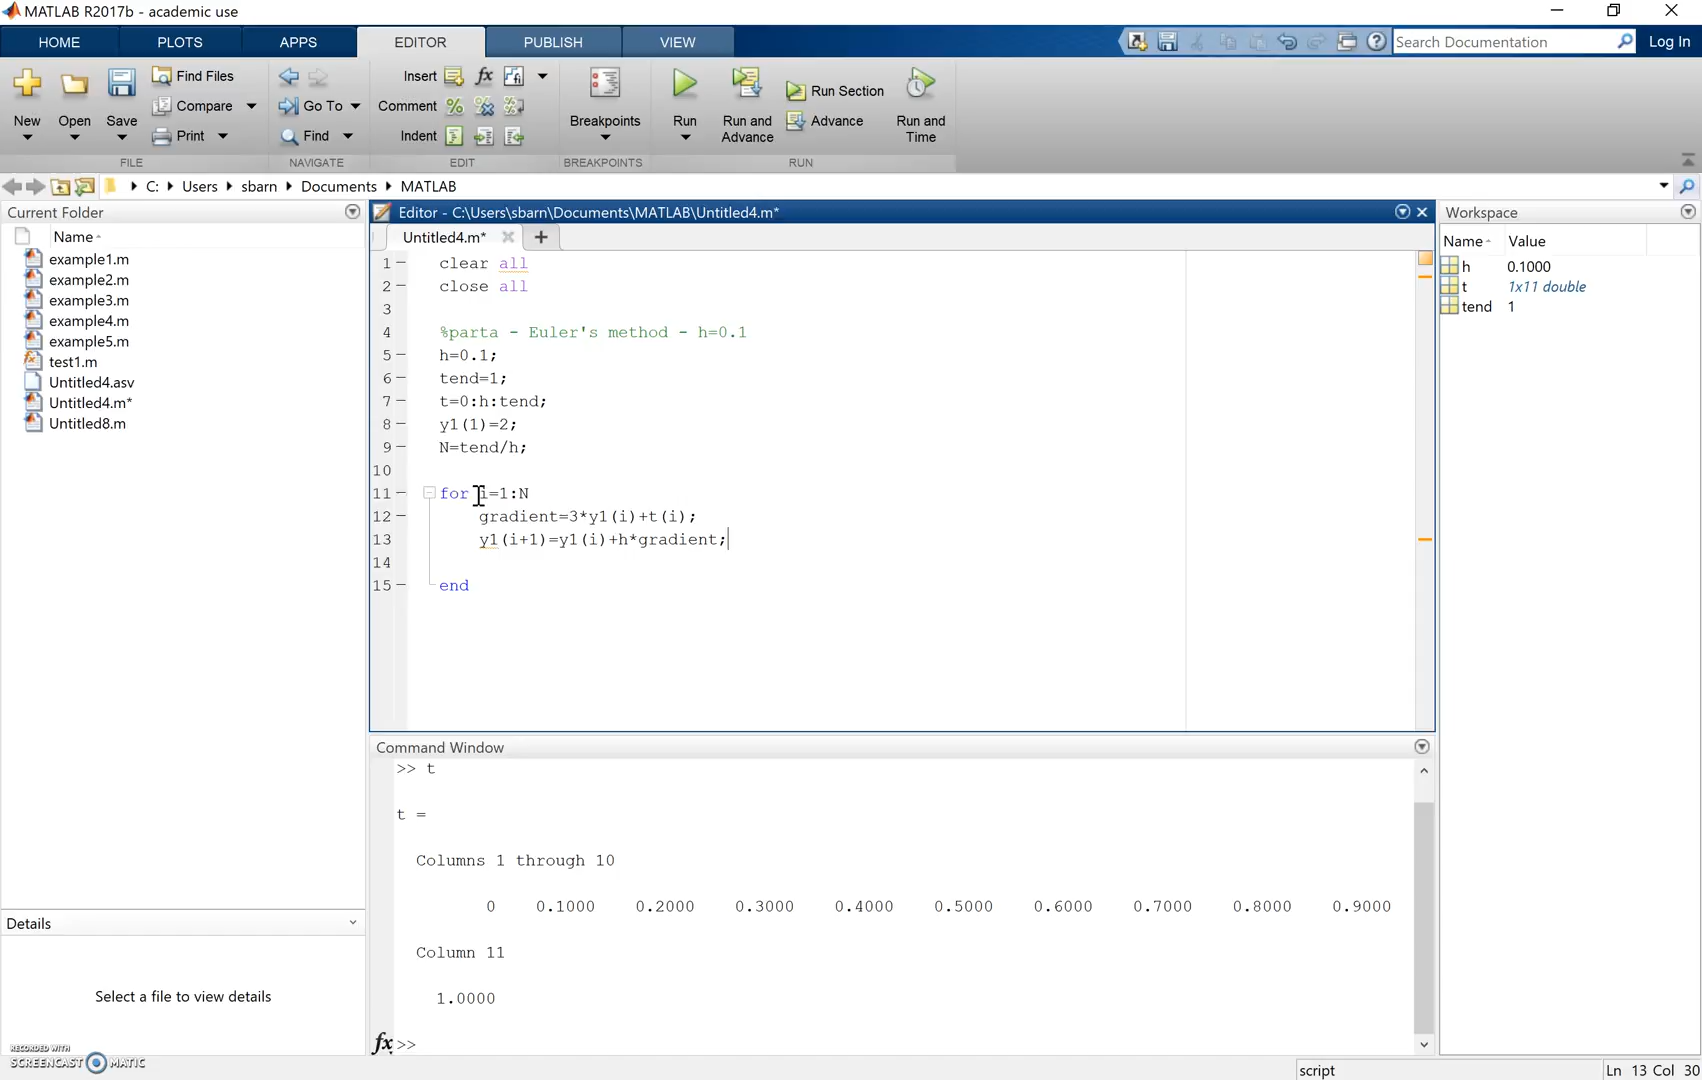 MATLAB R2017b - academic use
HOME PLOTS APPS EDITOR PUBLISH VIEW
Search Documentation Log In
New Open Save Find Files Compare Print
Go To Find
Insert fx Comment Indent
Breakpoints
Run Run and Advance Run Section Advance Run and Time
FILE NAVIGATE EDIT BREAKPOINTS RUN
C: Users sbarn Documents MATLAB
Current Folder
Name
example1.m
example2.m
example3.m
example4.m
example5.m
test1.m
Untitled4.asv
Untitled4.m*
Untitled8.m
Details
Select a file to view details
RECORDED WITH
SCREENCAST MATIC
Editor - C:\Users\sbarn\Documents\MATLAB\Untitled4.m*
Untitled4.m*
1 clear all
2 close all
3
4 %parta - Euler's method - h=0.1
5 h=0.1;
6 tend=1;
7 t=0:h:tend;
8 y1(1)=2;
9 N=tend/h;
10
11 for i=1:N
12 gradient=3*y1(i)+t(i);
13 y1(i+1)=y1(i)+h*gradient;
14
15 end
Command Window
>> t
t =
Columns 1 through 10
0 0.1000 0.2000 0.3000 0.4000 0.5000 0.6000 0.7000 0.8000 0.9000
Column 11
1.0000
fx >>
Workspace
Name Value
h 0.1000
t 1x11 double
tend 1
script Ln 13 Col 30